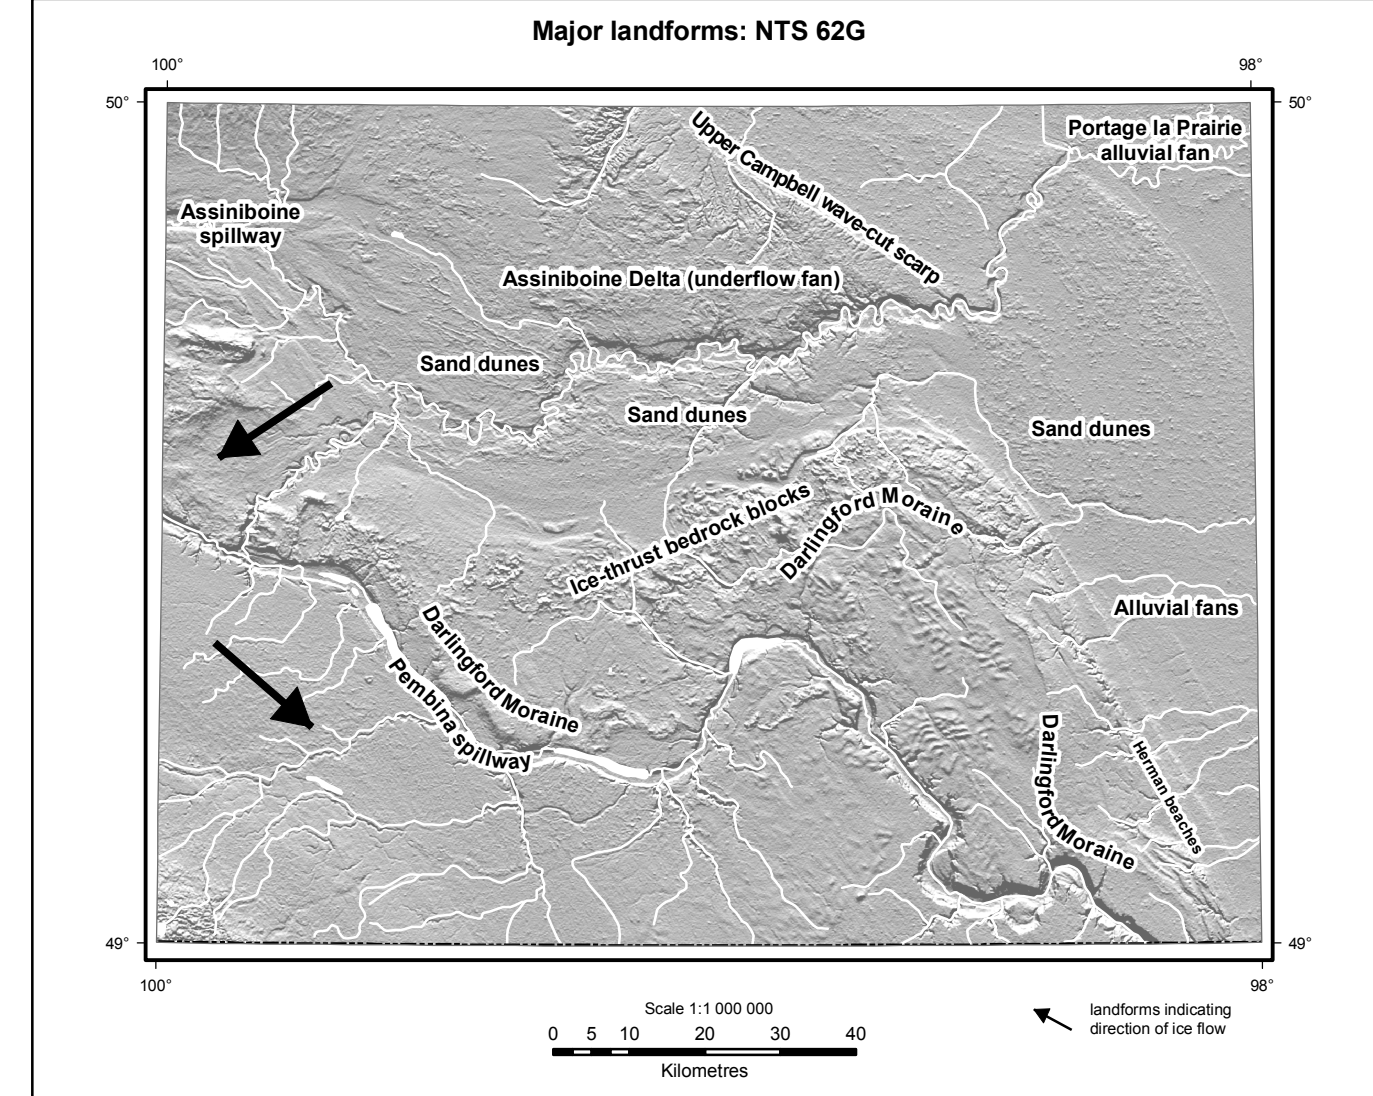 Major landforms: NTS 62G
100°
98°
50°
50°
Portage la Prairie
alluvial fan
Upper Campbell wave-cut scarp
Assiniboine
spillway
Assiniboine Delta (underflow fan)
Sand dunes
Sand dunes
Sand dunes
Ice-thrust bedrock blocks
Darlingford Moraine
Alluvial fans
Darlingford Moraine
Pembina spillway
Darlingford Moraine
Herman beaches
49°
49°
100°
98°
Scale 1:1 000 000
0 5 10 20 30 40
Kilometres
landforms indicating
direction of ice flow